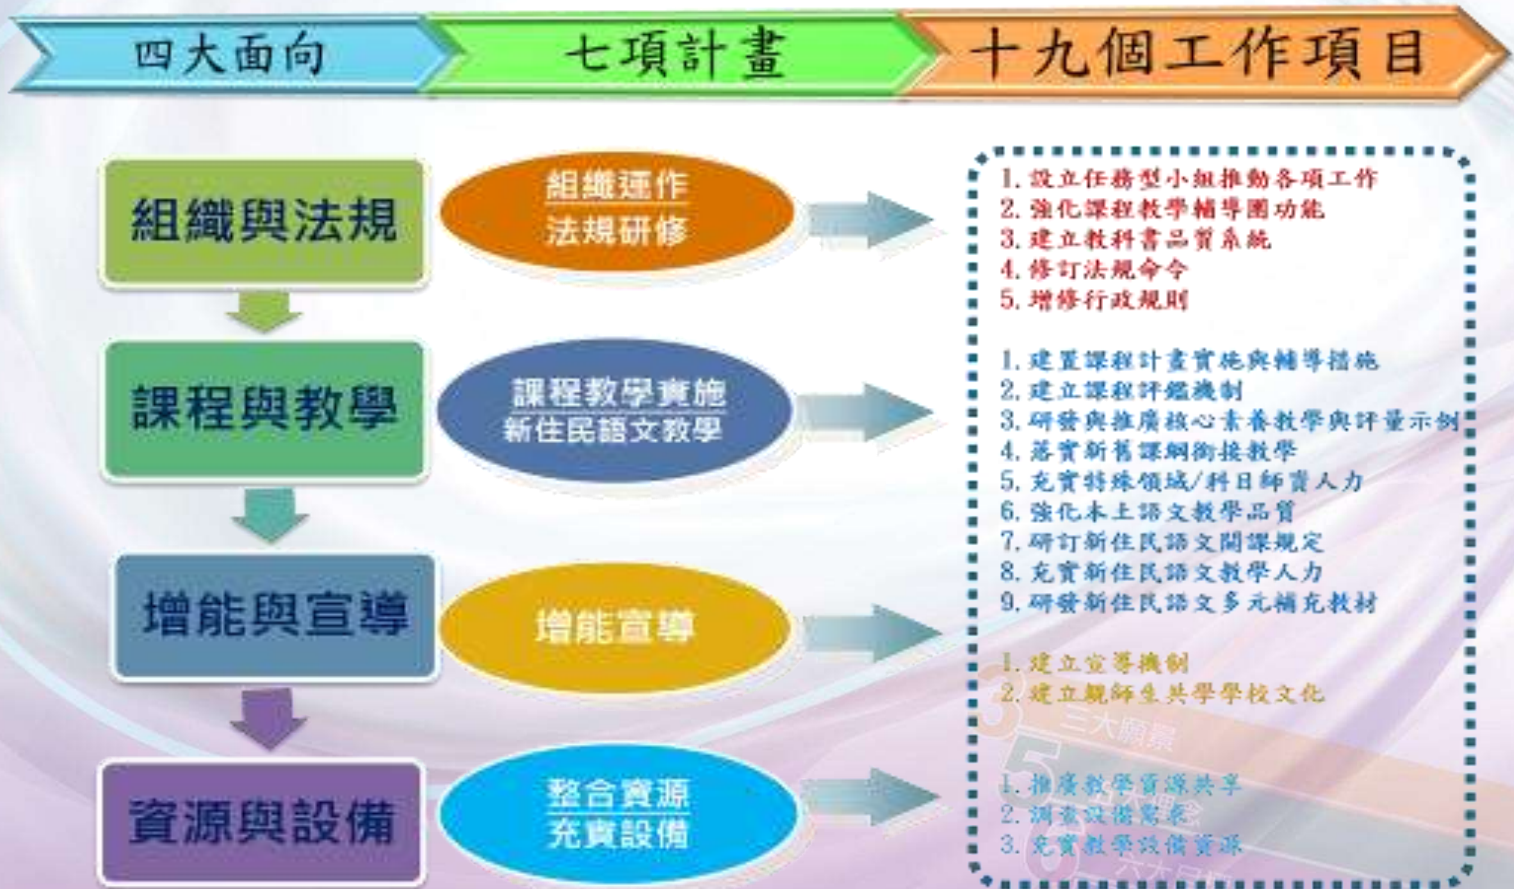 四大面向
七項計畫
十九個工作項目
組織與法規
組織運作
法規研修
1. 設立任務型小組推動各項工作
2. 強化課程教學輔導團功能
3. 建立教科書品質系統
4. 修訂法規命令
5. 增修行政規則
課程與教學
課程教學實施
新住民語文教學
1. 建置課程計畫實施與輔導措施
2. 建立課程評鑑機制
3. 研發與推廣核心素養教學與評量示例
4. 落實新舊課綱銜接教學
5. 充實特殊領域/科目師資人力
6. 強化本土語文教學品質
7. 研訂新住民語文開課規定
8. 充實新住民語文教學人力
9. 研發新住民語文多元補充教材
增能與宣導
增能宣導
1. 建立宣導機制
2. 建立親師生共學學校文化
3
三大願景
資源與設備
整合資源
充實設備
5
1. 推廣教學資源共享
2. 調查設備需求
3. 充實教學設備資源
6